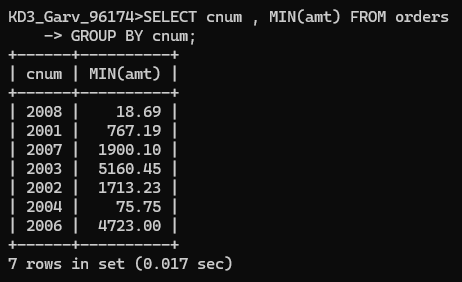 KD3_Garv_96174>SELECT cnum , MIN(amt) FROM orders
    -> GROUP BY cnum;
+------+----------+
| cnum | MIN(amt) |
+------+----------+
| 2008 |    18.69 |
| 2001 |   767.19 |
| 2007 |  1900.10 |
| 2003 |  5160.45 |
| 2002 |  1713.23 |
| 2004 |    75.75 |
| 2006 |  4723.00 |
+------+----------+
7 rows in set (0.017 sec)